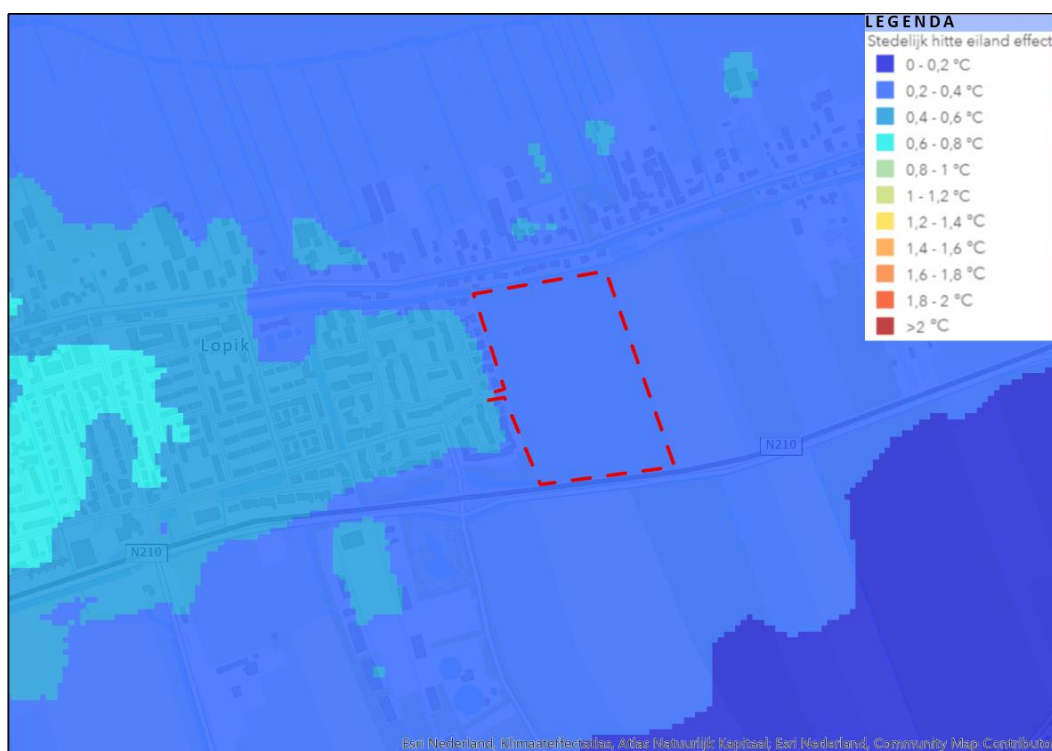 LEGENDA
Stedelijk hitte eiland effect
0 - 0,2 °C
0,2 - 0,4 °C
0,4 - 0,6 °C
0,6 - 0,8 °C
0,8 - 1 °C
1 - 1,2 °C
1,2 - 1,4 °C
1,4 - 1,6 °C
1,6 - 1,8 °C
1,8 - 2 °C
>2 °C
Lopik
N210
N210
Esri Nederland, Klimaateffectatlas, Atlas Natuurlijk Kapitaal, Esri Nederland, Community Map Contributo